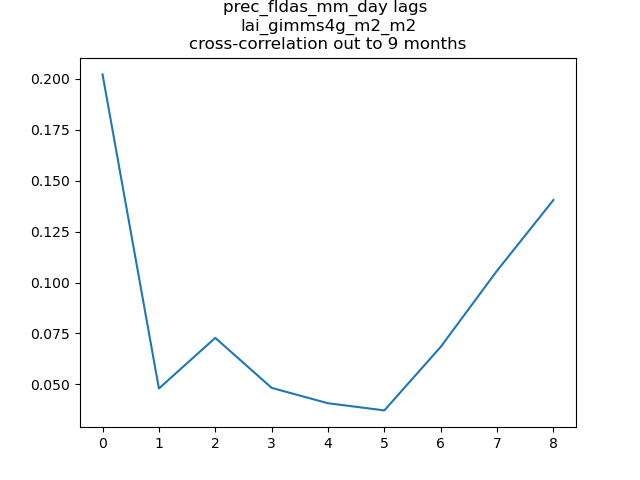 prec_fldas_mm_day lags
lai_gimms4g_m2_m2
cross-correlation out to 9 months
0.200
0.175
0.150
0.125
0.100
0.075
0.050
0 1 2 3 4 5 6 7 8